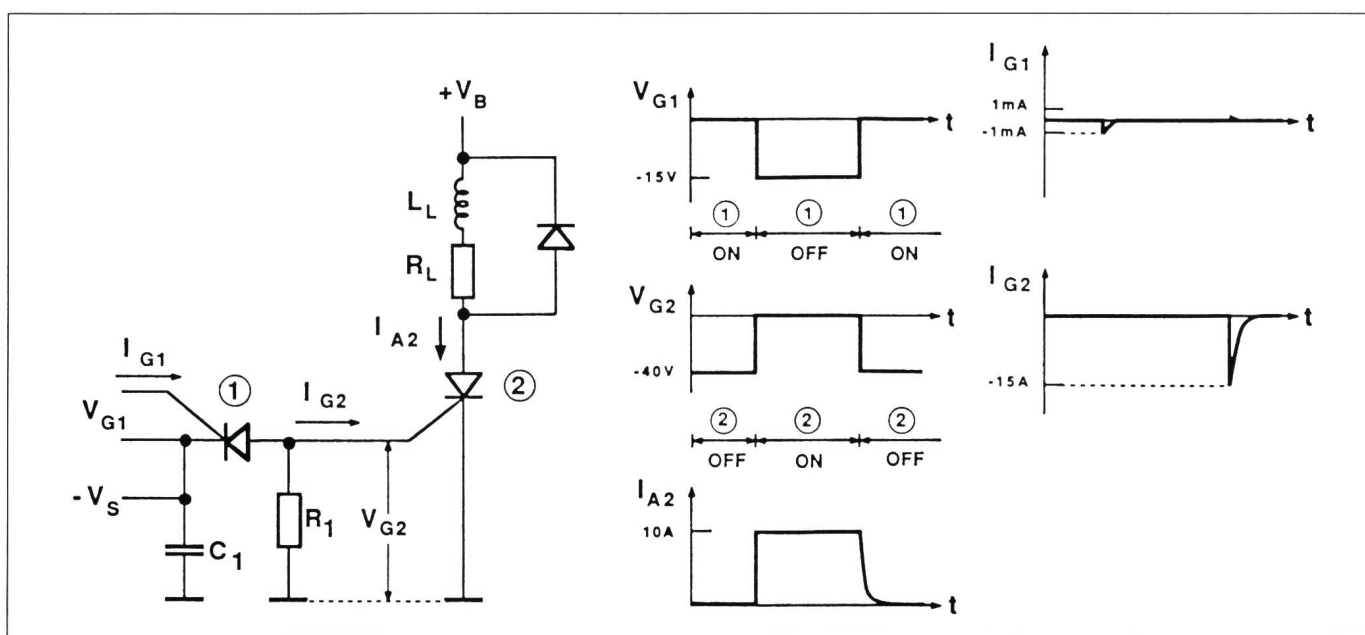 +V_B
L_L
R_L
I_A2
I_G1
①
I_G2
②
V_G1
-V_S
C_1
R_1
V_G2
V_G1
t
-15V
① ① ①
ON OFF ON
V_G2
t
-40V
② ② ②
OFF ON OFF
I_A2
10A
t
I_G1
1mA
-1mA
t
I_G2
t
-15A